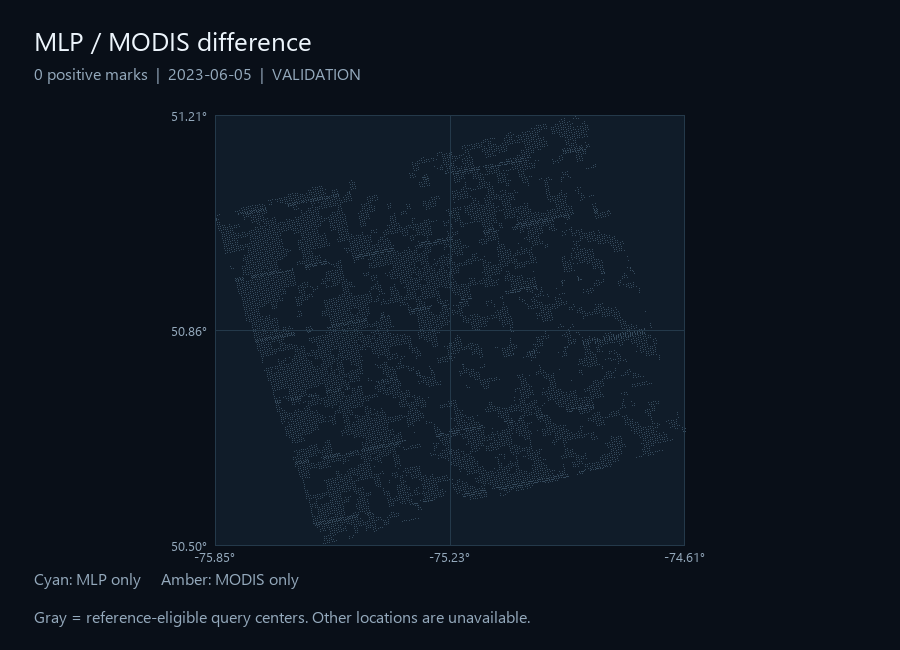 MLP / MODIS difference
0 positive marks | 2023-06-05 | VALIDATION
51.21°
50.86°
50.50°
-75.85° -75.23° -74.61°
Cyan: MLP only Amber: MODIS only
Gray = reference-eligible query centers. Other locations are unavailable.